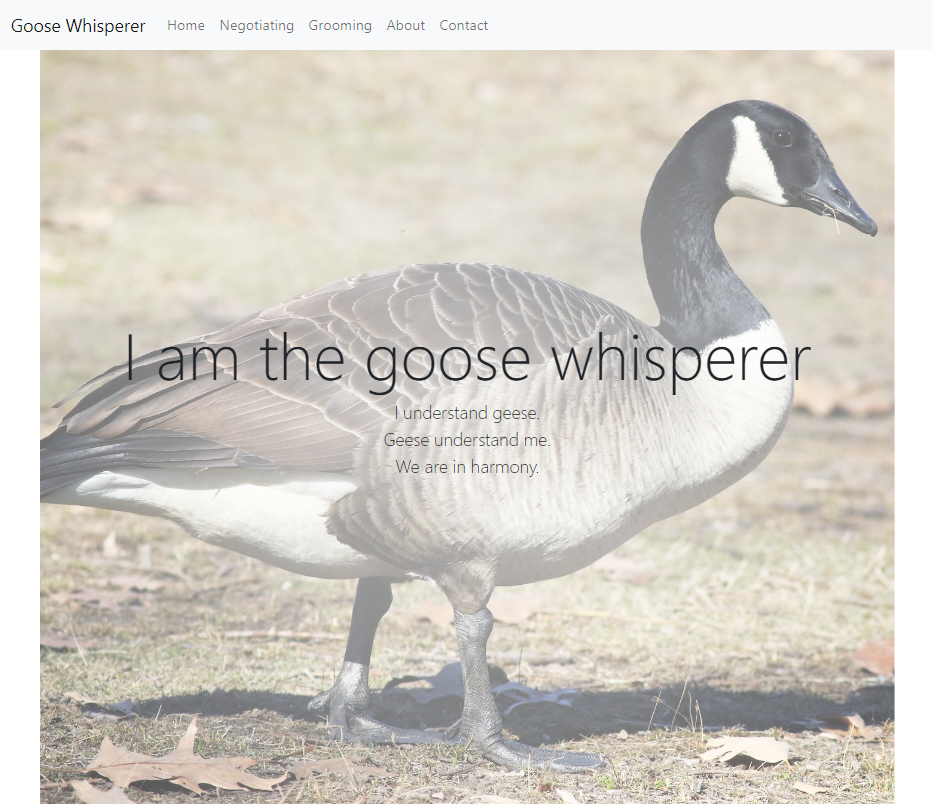 Goose Whisperer Home Negotiating Grooming About Contact
I am the goose whisperer
I understand geese.
Geese understand me.
We are in harmony.